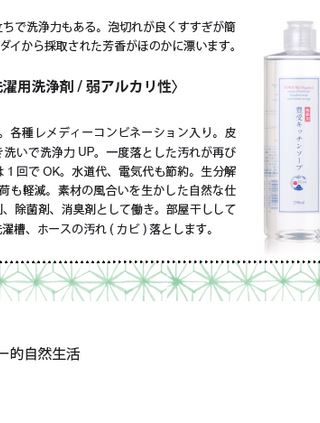 立ちで洗浄力もある。泡切れが良くすすぎが簡
ダイから採取された芳香がほのかに漂います。
洗濯用洗浄剤 / 弱アルカリ性〉
。各種レメディーコンビネーション入り。皮
き洗いで洗浄力 UP。一度落とした汚れが再び
は 1 回で OK。水道代、電気代も節約。生分解
荷も軽減。素材の風合いを生かした自然な仕
剤、除菌剤、消臭剤として働き。部屋干しして
洗濯槽、ホースの汚れ ( カビ ) 落とします。
豊受キッチンソープ
一的自然生活